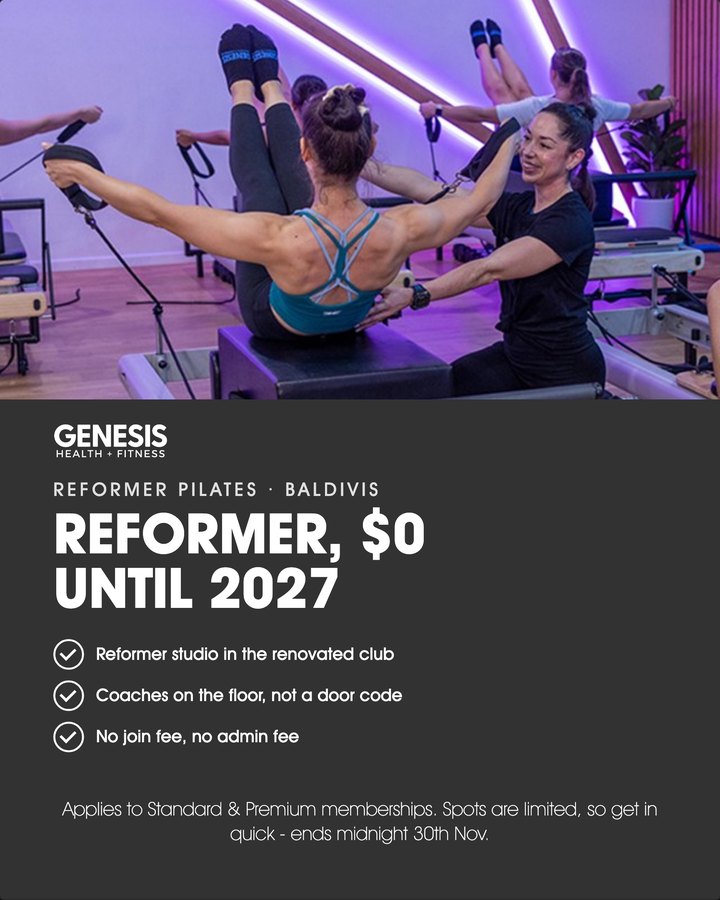 GENESIS
GENESIS
HEALTH + FITNESS
REFORMER PILATES · BALDIVIS
REFORMER, $0
UNTIL 2027
Reformer studio in the renovated club
Coaches on the floor, not a door code
No join fee, no admin fee
Applies to Standard & Premium memberships. Spots are limited, so get in
quick - ends midnight 30th Nov.